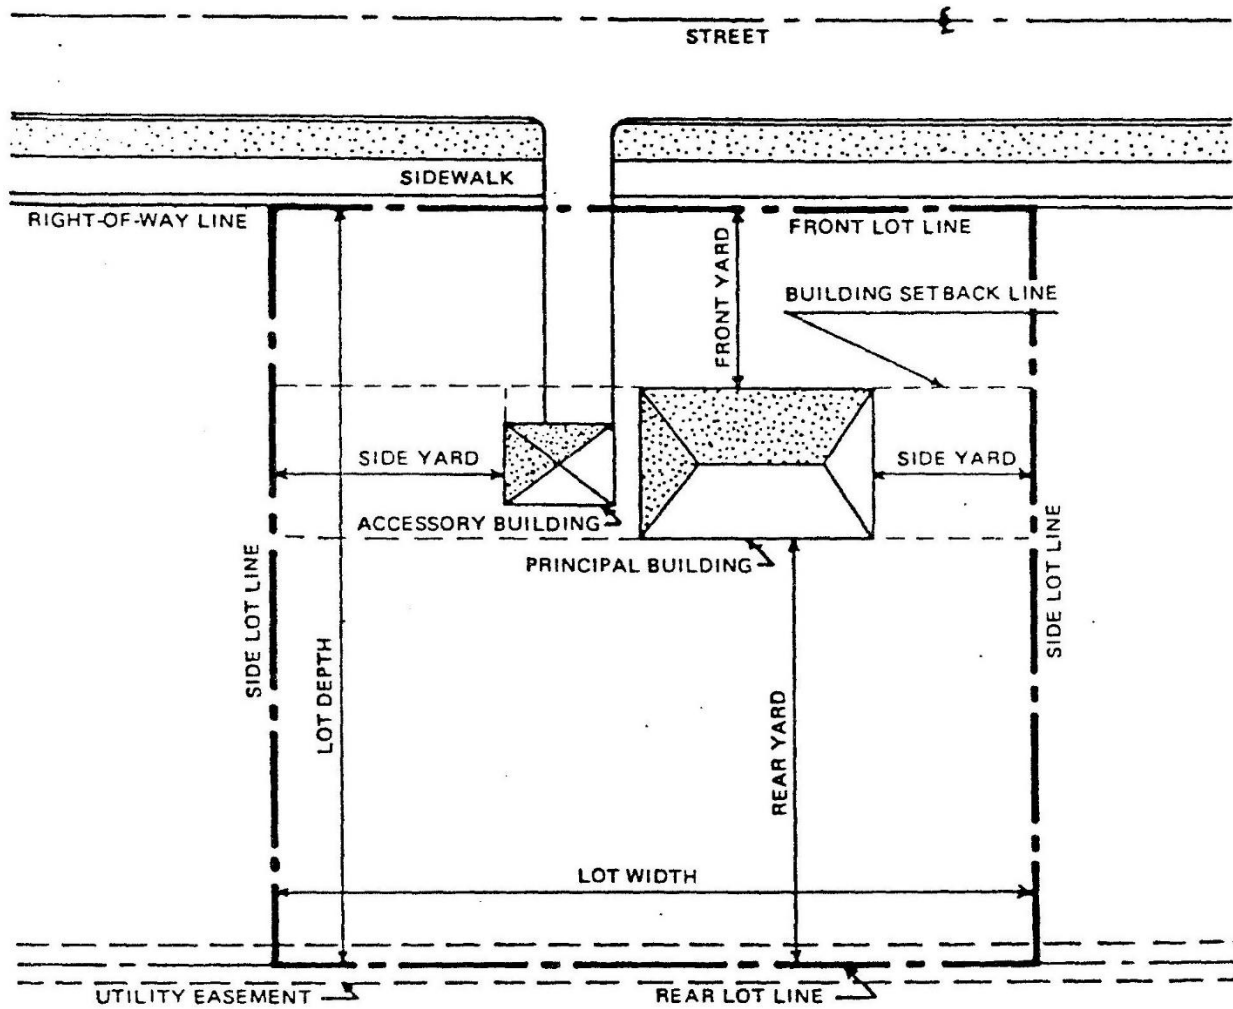 STREET
SIDEWALK
RIGHT-OF-WAY LINE
FRONT LOT LINE
FRONT YARD
BUILDING SETBACK LINE
SIDE YARD
SIDE YARD
ACCESSORY BUILDING
PRINCIPAL BUILDING
SIDE LOT LINE
LOT DEPTH
REAR YARD
SIDE LOT LINE
LOT WIDTH
UTILITY EASEMENT
REAR LOT LINE